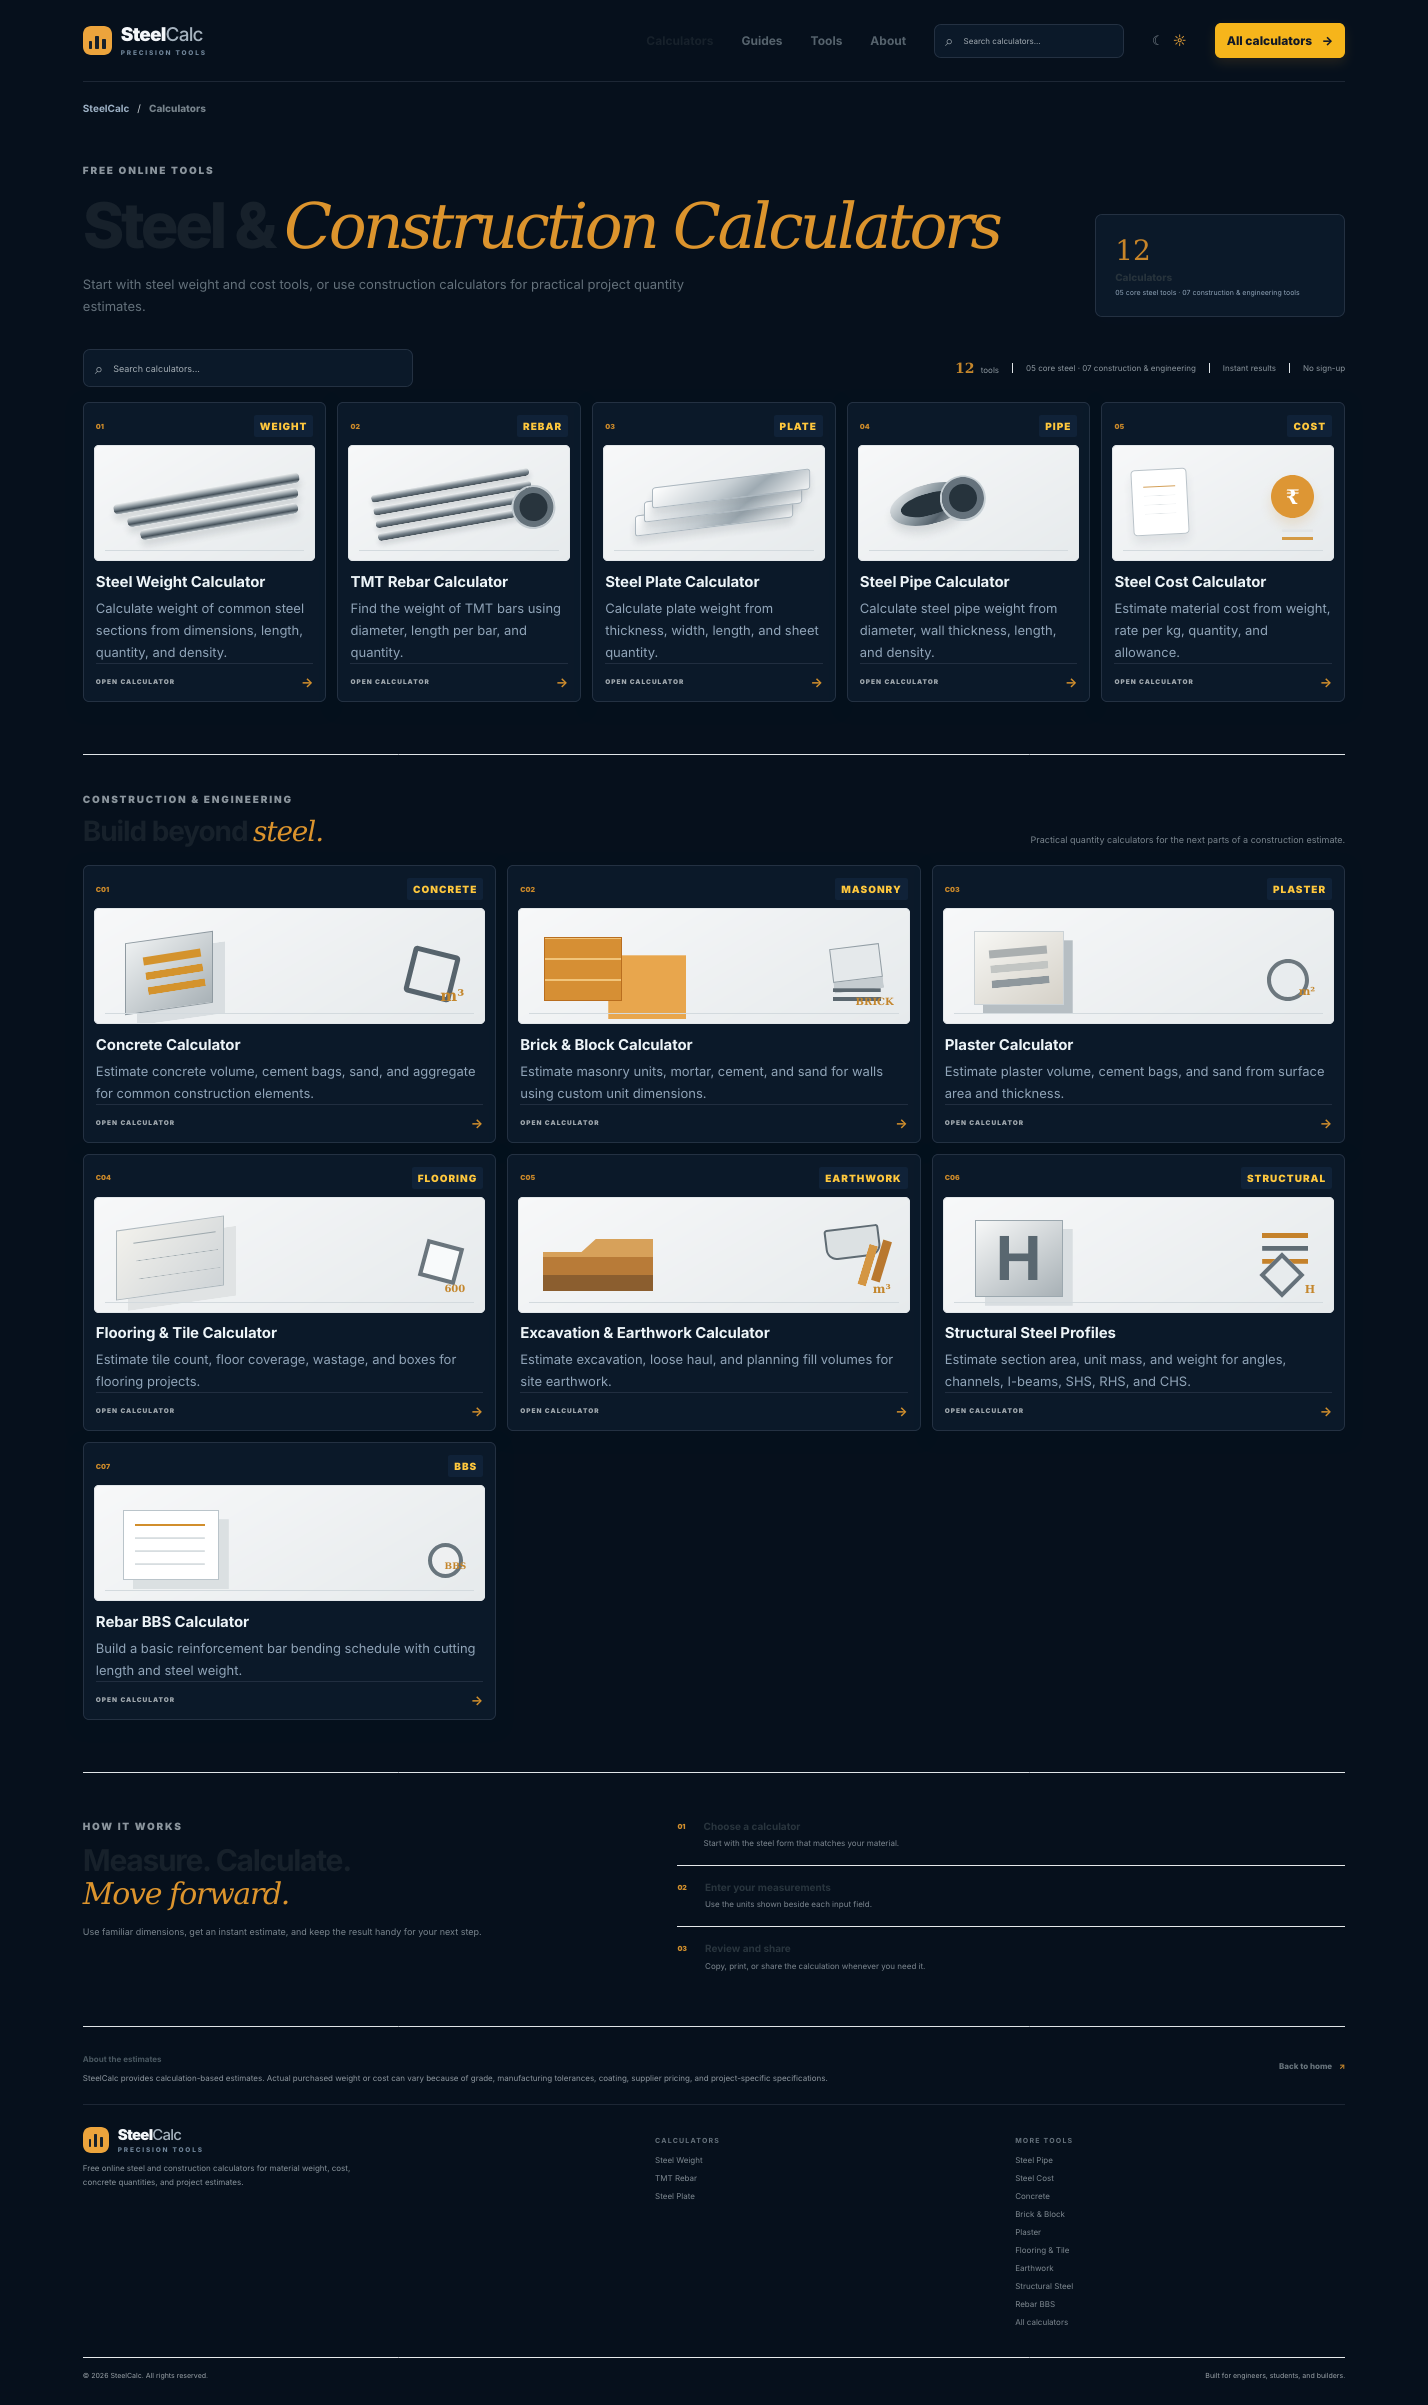 SteelCalc
PRECISION TOOLS
Calculators
Guides
Tools
About
Search calculators...
All calculators →
SteelCalc / Calculators
FREE ONLINE TOOLS
Steel & Construction Calculators
Start with steel weight and cost tools, or use construction calculators for practical project quantity
estimates.
12
Calculators
05 core steel tools · 07 construction & engineering tools
Search calculators...
12 tools
05 core steel · 07 construction & engineering
Instant results
No sign-up
01 WEIGHT
Steel Weight Calculator
Calculate weight of common steel
sections from dimensions, length,
quantity, and density.
OPEN CALCULATOR →
02 REBAR
TMT Rebar Calculator
Find the weight of TMT bars using
diameter, length per bar, and
quantity.
OPEN CALCULATOR →
03 PLATE
Steel Plate Calculator
Calculate plate weight from
thickness, width, length, and sheet
quantity.
OPEN CALCULATOR →
04 PIPE
Steel Pipe Calculator
Calculate steel pipe weight from
diameter, wall thickness, length,
and density.
OPEN CALCULATOR →
05 COST
₹
Steel Cost Calculator
Estimate material cost from weight,
rate per kg, quantity, and
allowance.
OPEN CALCULATOR →
CONSTRUCTION & ENGINEERING
Build beyond steel.
Practical quantity calculators for the next parts of a construction estimate.
C01 CONCRETE
m³
Concrete Calculator
Estimate concrete volume, cement bags, sand, and aggregate
for common construction elements.
OPEN CALCULATOR →
C02 MASONRY
BRICK
Brick & Block Calculator
Estimate masonry units, mortar, cement, and sand for walls
using custom unit dimensions.
OPEN CALCULATOR →
C03 PLASTER
m²
Plaster Calculator
Estimate plaster volume, cement bags, and sand from surface
area and thickness.
OPEN CALCULATOR →
C04 FLOORING
600
Flooring & Tile Calculator
Estimate tile count, floor coverage, wastage, and boxes for
flooring projects.
OPEN CALCULATOR →
C05 EARTHWORK
m³
Excavation & Earthwork Calculator
Estimate excavation, loose haul, and planning fill volumes for
site earthwork.
OPEN CALCULATOR →
C06 STRUCTURAL
H
H
Structural Steel Profiles
Estimate section area, unit mass, and weight for angles,
channels, I-beams, SHS, RHS, and CHS.
OPEN CALCULATOR →
C07 BBS
BBS
Rebar BBS Calculator
Build a basic reinforcement bar bending schedule with cutting
length and steel weight.
OPEN CALCULATOR →
HOW IT WORKS
Measure. Calculate.
Move forward.
Use familiar dimensions, get an instant estimate, and keep the result handy for your next step.
01 Choose a calculator
Start with the steel form that matches your material.
02 Enter your measurements
Use the units shown beside each input field.
03 Review and share
Copy, print, or share the calculation whenever you need it.
About the estimates
SteelCalc provides calculation-based estimates. Actual purchased weight or cost can vary because of grade, manufacturing tolerances, coating, supplier pricing, and project-specific specifications.
Back to home ↗
SteelCalc
PRECISION TOOLS
Free online steel and construction calculators for material weight, cost,
concrete quantities, and project estimates.
CALCULATORS
Steel Weight
TMT Rebar
Steel Plate
MORE TOOLS
Steel Pipe
Steel Cost
Concrete
Brick & Block
Plaster
Flooring & Tile
Earthwork
Structural Steel
Rebar BBS
All calculators
© 2026 SteelCalc. All rights reserved.
Built for engineers, students, and builders.